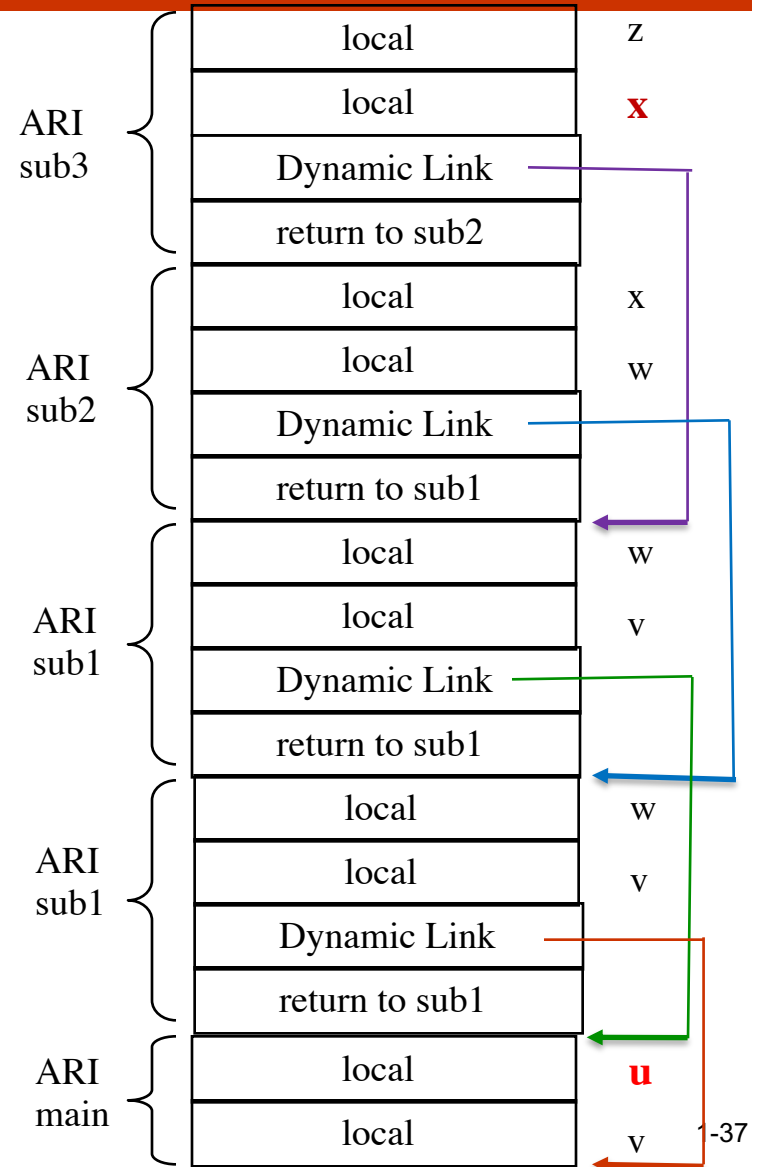 local z
local x
ARI
sub3
Dynamic Link
return to sub2
local x
ARI
sub2
local w
Dynamic Link
return to sub1
local w
ARI
sub1
local v
Dynamic Link
return to sub1
local w
ARI
sub1
local v
Dynamic Link
return to sub1
ARI
main
local u
local v
1-37